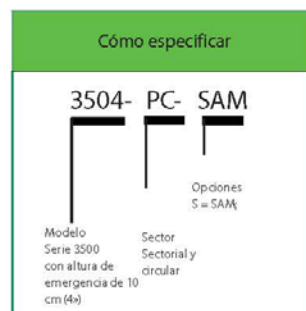 Cómo especificar
3504- PC- SAM
Opciones
S = SAM;
Modelo
Serie 3500
con altura de
emergencia de 10
cm (4»)
Sector
Sectorial y
circular